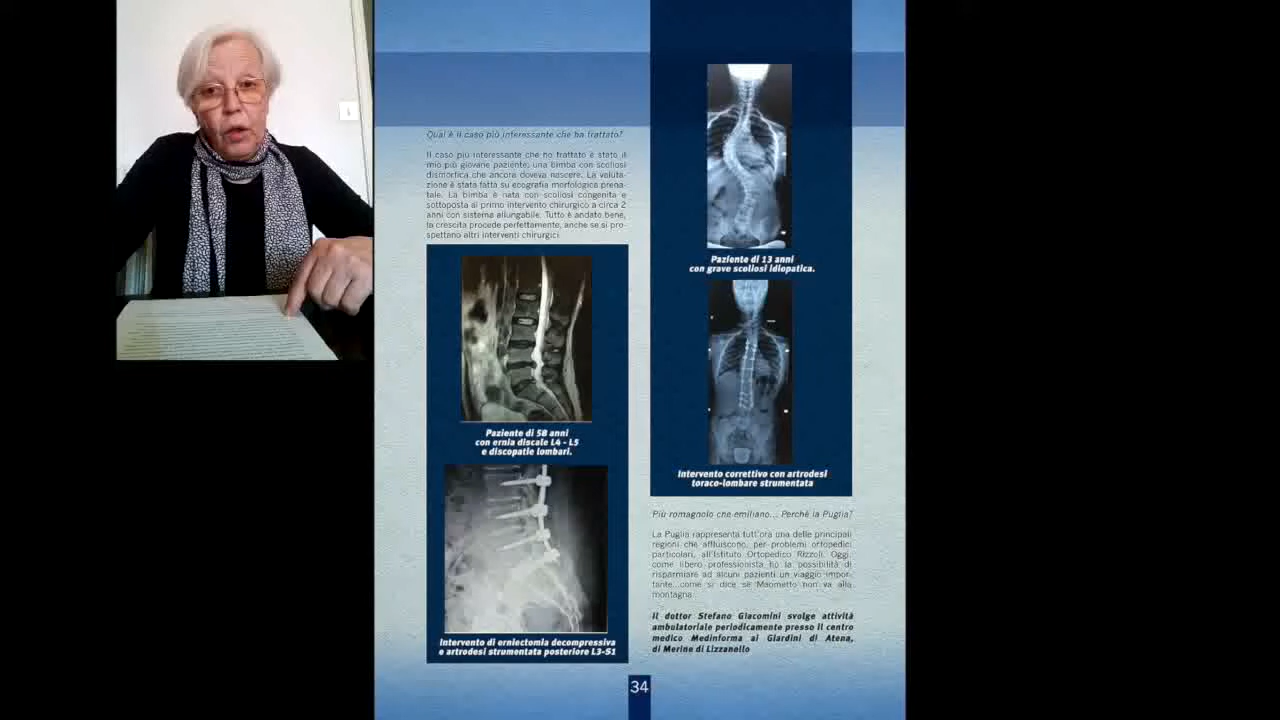 Qual è il caso più interessante che ha trattato?
Il caso più interessante che ho trattato è stato il
mio più giovane paziente: una bimba con scoliosi
dismorfica che ancora doveva nascere. La valuta-
zione è stata fatta su ecografia morfologica prena-
tale. La bimba è nata con scoliosi congenita e
sottoposta al primo intervento chirurgico a circa 2
anni con sistema allungabile. Tutto è andato bene,
la crescita procede perfettamente, anche se si pro-
spettano altri interventi chirurgici.
Paziente di 58 anni
con ernia discale L4 - L5
e discopatie lombari.
Intervento di erniectomia decompressiva
e artrodesi strumentata posteriore L3-S1
Paziente di 13 anni
con grave scoliosi idiopatica.
Intervento correttivo con artrodesi
toraco-lombare strumentata
Più romagnolo che emiliano... Perchè la Puglia?
La Puglia rappresenta tutt'ora una delle principali
regioni che affluiscono, per problemi ortopedici
particolari, all'Istituto Ortopedico Rizzoli. Oggi,
come libero professionista ho la possibilità di
risparmiare ad alcuni pazienti un viaggio impor-
tante...come si dice se Maometto non va alla
montagna
Il dottor Stefano Giacomini svolge attività
ambulatoriale periodicamente presso il centro
medico Medinforma ai Giardini di Atena,
di Merine di Lizzanello
34